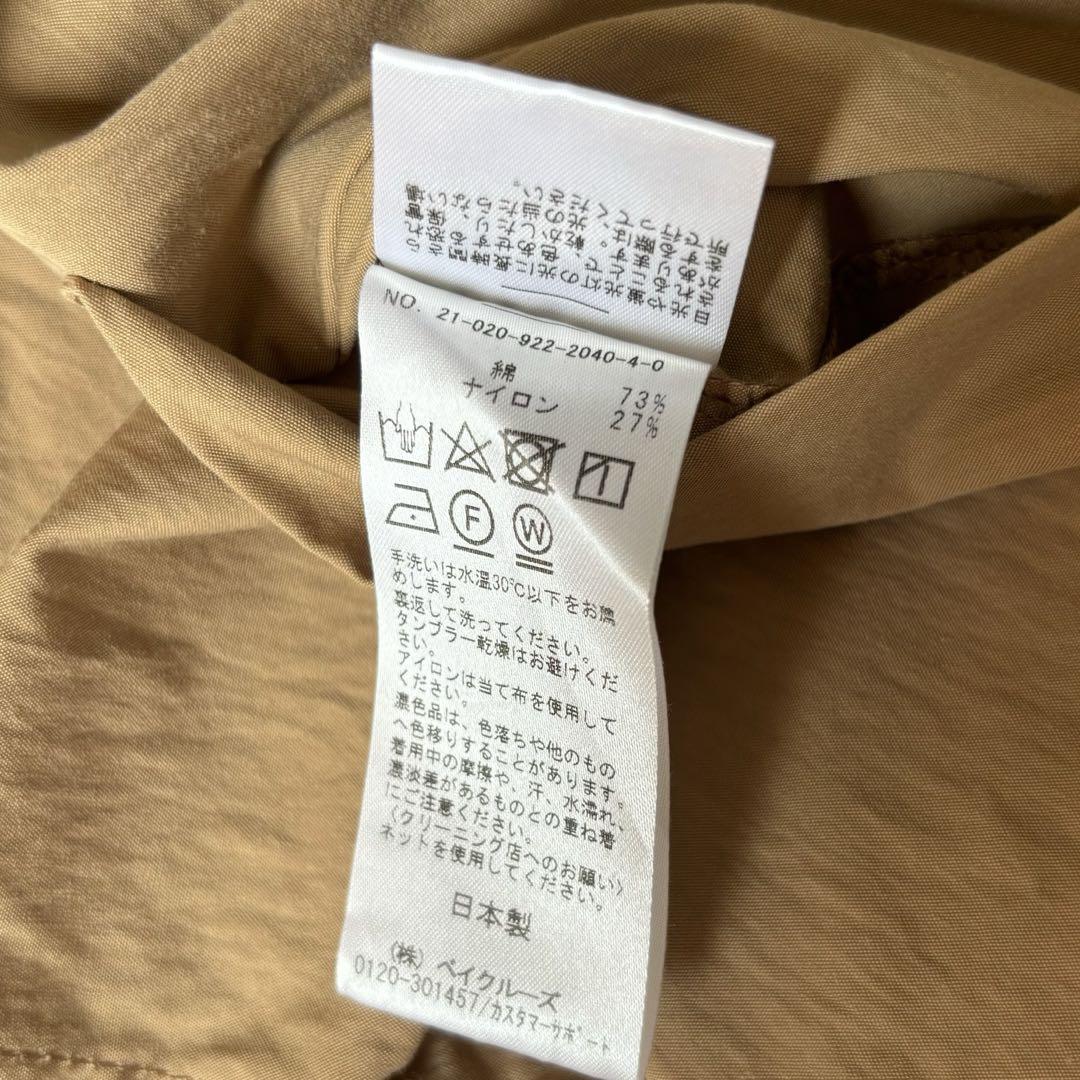 NO. 21-020-922-2040-4-0
綿 73%
ナイロン 27%
F
W
手洗いは水温30℃以下をお薦
めします。
裏返して洗ってください。
タンブラー乾燥はお避けくだ
さい。
アイロンは当て布を使用して
ください。
濃色品は、色落ちや他のもの
へ色移りすることがあります。
着用中の摩擦や、汗、水濡れ、
濃淡差があるものとの重ね着
にご注意ください。
(クリーニング店へのお願い)
ネットを使用してください。
日本製
(株) ベイクルーズ
0120-301457/カスタマーサポート